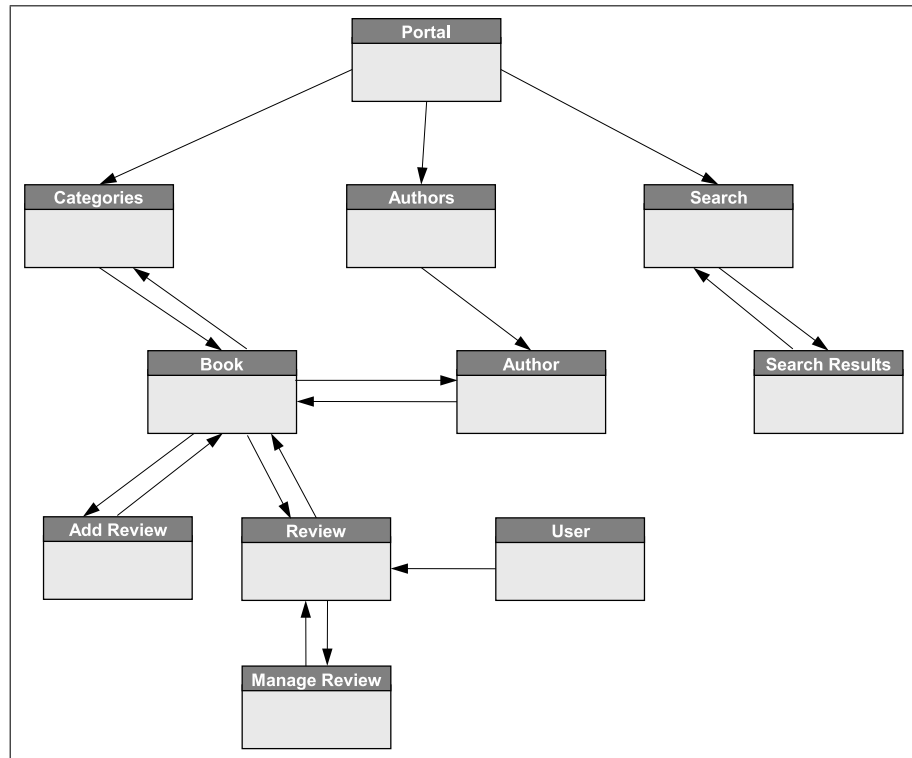 Portal
Categories
Authors
Search
Book
Author
Search Results
Add Review
Review
User
Manage Review